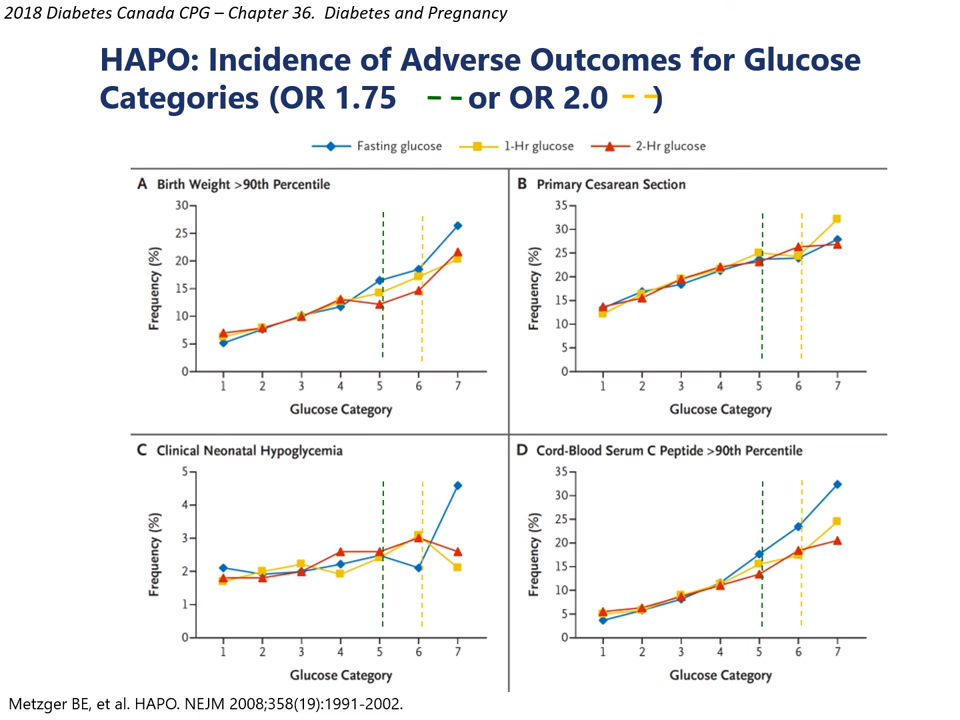 2018 Diabetes Canada CPG – Chapter 36. Diabetes and Pregnancy
HAPO: Incidence of Adverse Outcomes for Glucose
Categories (OR 1.75 – – or OR 2.0 – –)
Fasting glucose 1-Hr glucose 2-Hr glucose
A Birth Weight >90th Percentile
Frequency (%)
30
25
20
15
10
5
0
1 2 3 4 5 6 7
Glucose Category
B Primary Cesarean Section
Frequency (%)
35
30
25
20
15
10
5
0
1 2 3 4 5 6 7
Glucose Category
C Clinical Neonatal Hypoglycemia
Frequency (%)
5
4
3
2
1
0
1 2 3 4 5 6 7
Glucose Category
D Cord-Blood Serum C Peptide >90th Percentile
Frequency (%)
35
30
25
20
15
10
5
0
1 2 3 4 5 6 7
Glucose Category
Metzger BE, et al. HAPO. NEJM 2008;358(19):1991-2002.